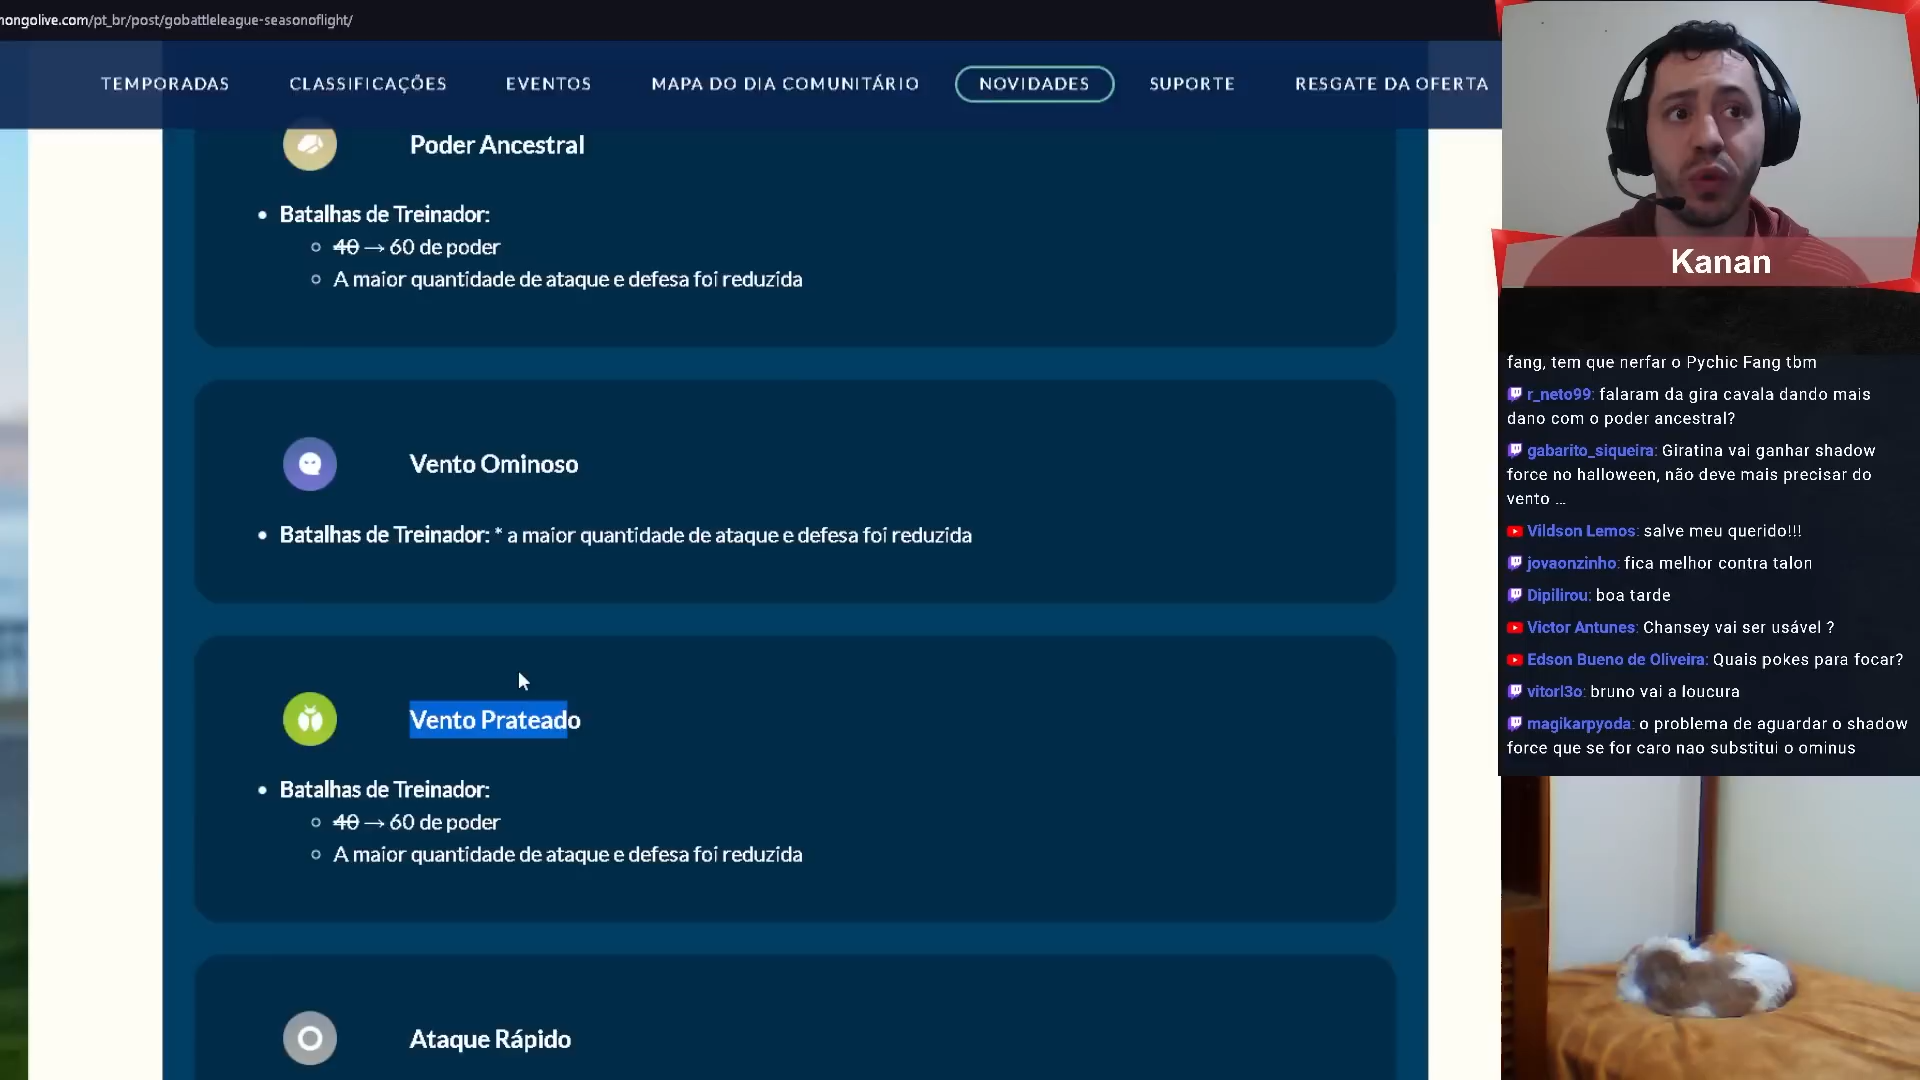 nongolive.com/pt_br/post/gobattleleague-seasonoflight/
TEMPORADAS CLASSIFICAÇÕES EVENTOS MAPA DO DIA COMUNITÁRIO NOVIDADES SUPORTE RESGATE DA OFERTA
Poder Ancestral
Batalhas de Treinador:
40 → 60 de poder
A maior quantidade de ataque e defesa foi reduzida
Vento Ominoso
Batalhas de Treinador: * a maior quantidade de ataque e defesa foi reduzida
Vento Prateado
Batalhas de Treinador:
40 → 60 de poder
A maior quantidade de ataque e defesa foi reduzida
Ataque Rápido
Kanan
fang, tem que nerfar o Pychic Fang tbm
r_neto99: falaram da gira cavala dando mais
dano com o poder ancestral?
gabarito_siqueira: Giratina vai ganhar shadow
force no halloween, não deve mais precisar do
vento ...
Vildson Lemos: salve meu querido!!!
jovaonzinho: fica melhor contra talon
Dipilirou: boa tarde
Victor Antunes: Chansey vai ser usável ?
Edson Bueno de Oliveira: Quais pokes para focar?
vitorl3o: bruno vai a loucura
magikarpyoda: o problema de aguardar o shadow
force que se for caro nao substitui o ominus